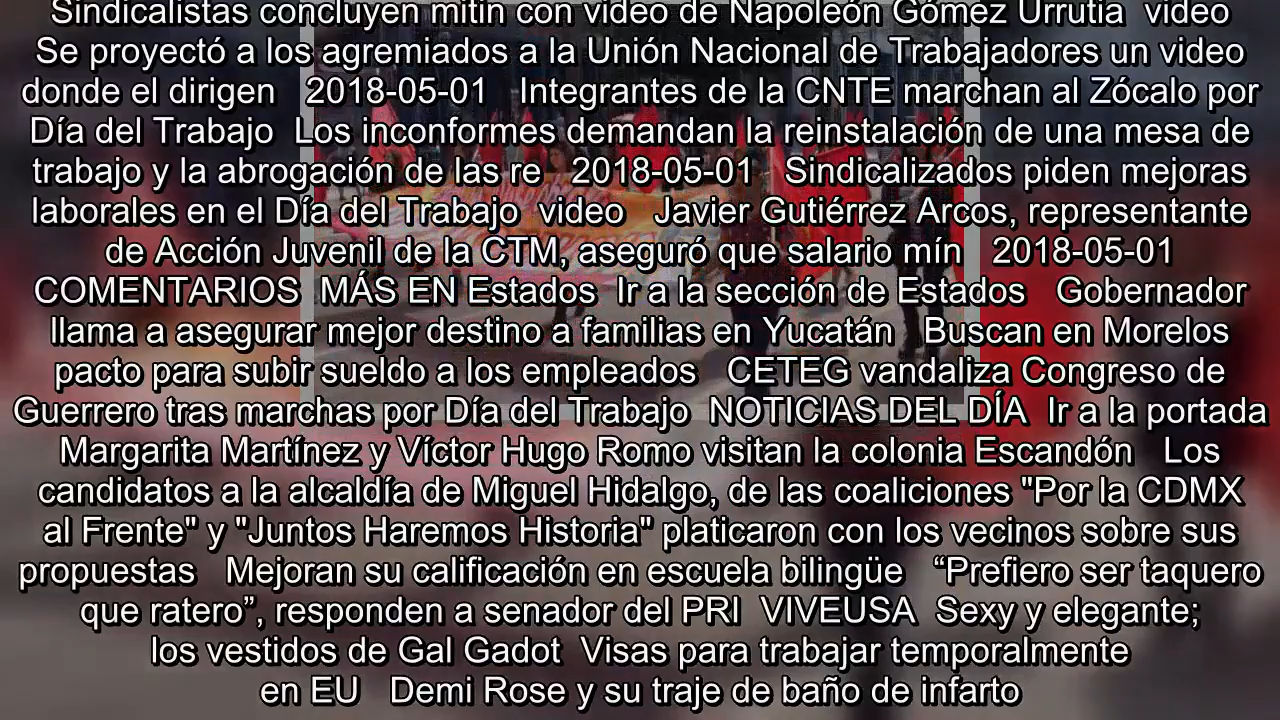 Sindicalistas concluyen mitin con video de Napoleón Gómez Urrutia  video
Se proyectó a los agremiados a la Unión Nacional de Trabajadores un video
donde el dirigen   2018-05-01   Integrantes de la CNTE marchan al Zócalo por
Día del Trabajo  Los inconformes demandan la reinstalación de una mesa de
trabajo y la abrogación de las re   2018-05-01   Sindicalizados piden mejoras
laborales en el Día del Trabajo  video   Javier Gutiérrez Arcos, representante
de Acción Juvenil de la CTM, aseguró que salario mín   2018-05-01
COMENTARIOS  MÁS EN Estados  Ir a la sección de Estados   Gobernador
llama a asegurar mejor destino a familias en Yucatán   Buscan en Morelos
pacto para subir sueldo a los empleados   CETEG vandaliza Congreso de
Guerrero tras marchas por Día del Trabajo  NOTICIAS DEL DÍA  Ir a la portada
Margarita Martínez y Víctor Hugo Romo visitan la colonia Escandón   Los
candidatos a la alcaldía de Miguel Hidalgo, de las coaliciones "Por la CDMX
al Frente" y "Juntos Haremos Historia" platicaron con los vecinos sobre sus
propuestas   Mejoran su calificación en escuela bilingüe   “Prefiero ser taquero
que ratero”, responden a senador del PRI  VIVEUSA  Sexy y elegante;
los vestidos de Gal Gadot  Visas para trabajar temporalmente
en EU   Demi Rose y su traje de baño de infarto